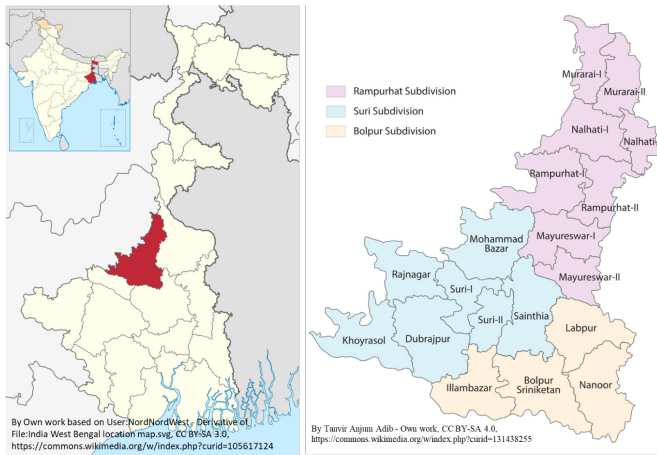 By Own work based on User:NordNordWest - Derivative of
File:India West Bengal location map.svg, CC BY-SA 3.0,
https://commons.wikimedia.org/w/index.php?curid=105617124
Rampurhat Subdivision
Suri Subdivision
Bolpur Subdivision
Murarai-I
Murarai-II
Nalhati-I
Nalhati-
Rampurhat-I
Rampurhat-II
Mayureswar-I
Mayureswar-II
Mohammad
Bazar
Rajnagar
Suri-I
Suri-II
Sainthia
Khoyrasol
Dubrajpur
Labpur
Illambazar
Bolpur
Sriniketan
Nanoor
By Tanvir Anjum Adib - Own work, CC BY-SA 4.0,
https://commons.wikimedia.org/w/index.php?curid=131438255